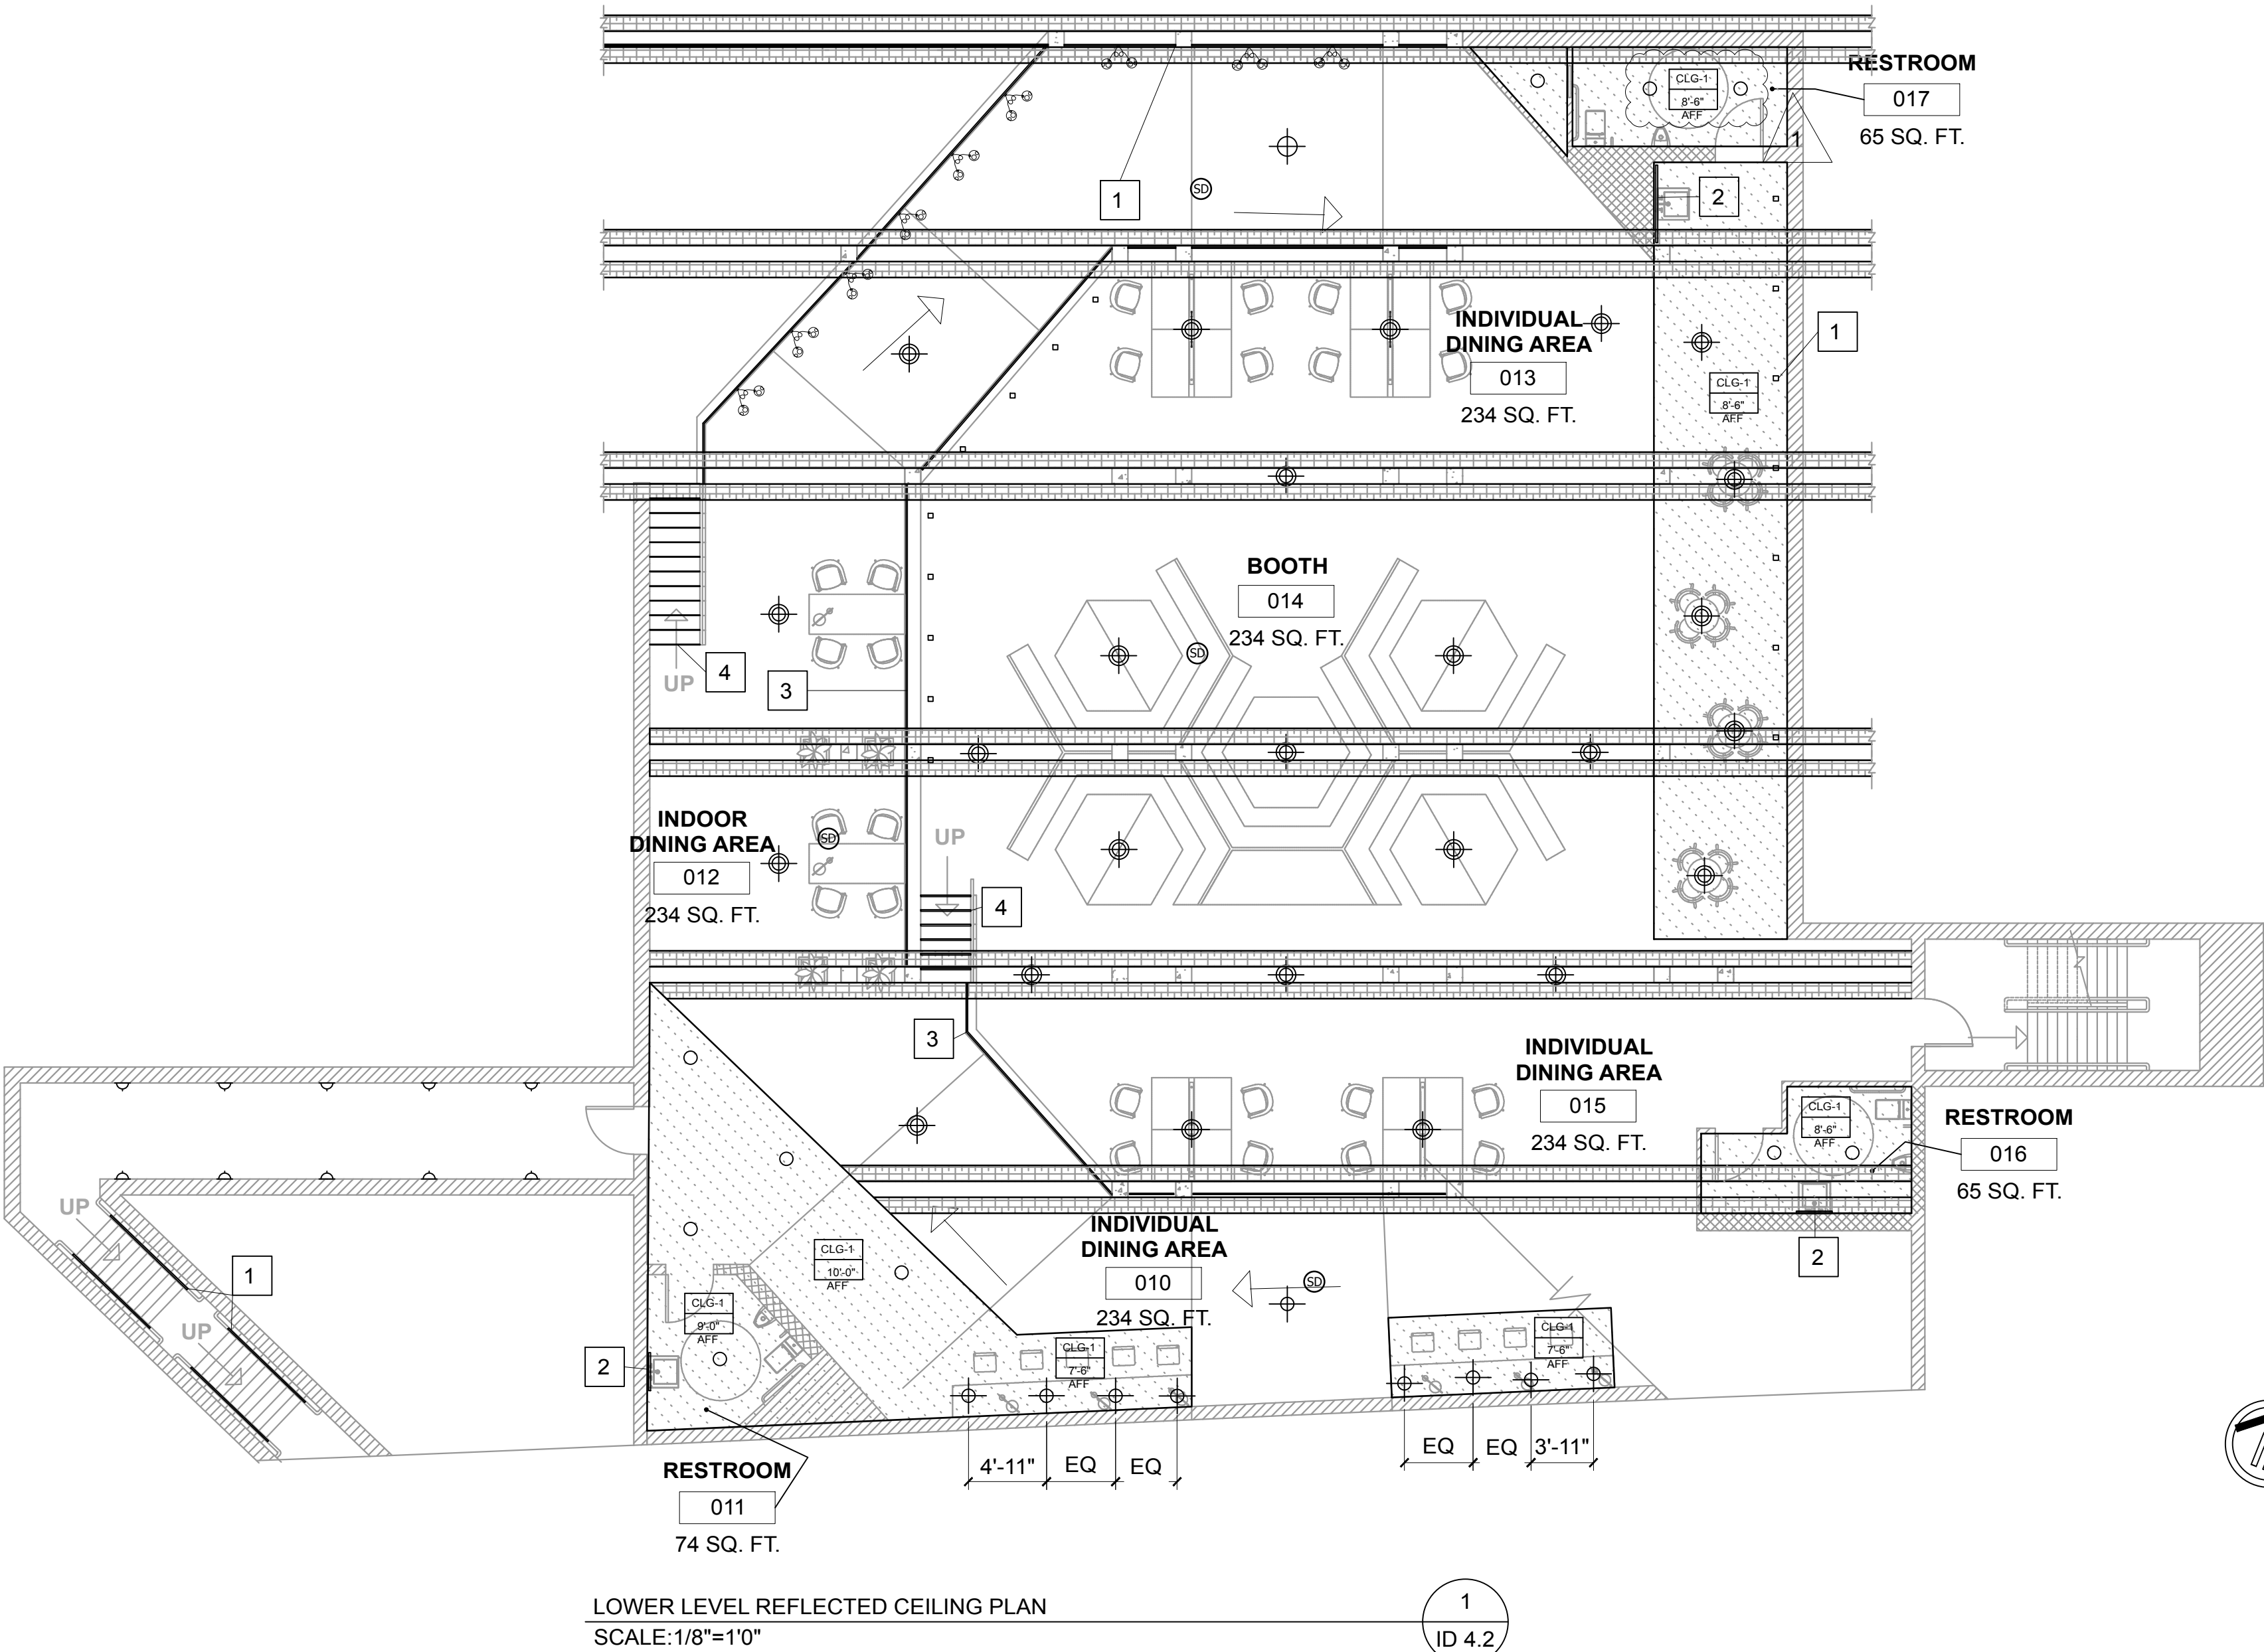 RESTROOM
017
65 SQ. FT.
CLG-1
8'-6"
AFF
1
1
SD
2
INDIVIDUAL
DINING AREA
013
234 SQ. FT.
1
CLG-1
8'-6"
AFF
BOOTH
014
234 SQ. FT.
SD
4
UP
3
INDOOR
DINING AREA
012
234 SQ. FT.
SD
UP
4
3
INDIVIDUAL
DINING AREA
015
234 SQ. FT.
CLG-1
8'-6"
AFF
RESTROOM
016
65 SQ. FT.
2
UP
UP
1
INDIVIDUAL
DINING AREA
010
234 SQ. FT.
SD
CLG-1
10'-0"
AFF
CLG-1
9'-0"
AFF
2
CLG-1
7'-6"
AFF
CLG-1
7'-6"
AFF
4'-11" EQ EQ
EQ EQ 3'-11"
RESTROOM
011
74 SQ. FT.
LOWER LEVEL REFLECTED CEILING PLAN
SCALE:1/8"=1'0"
1
ID 4.2